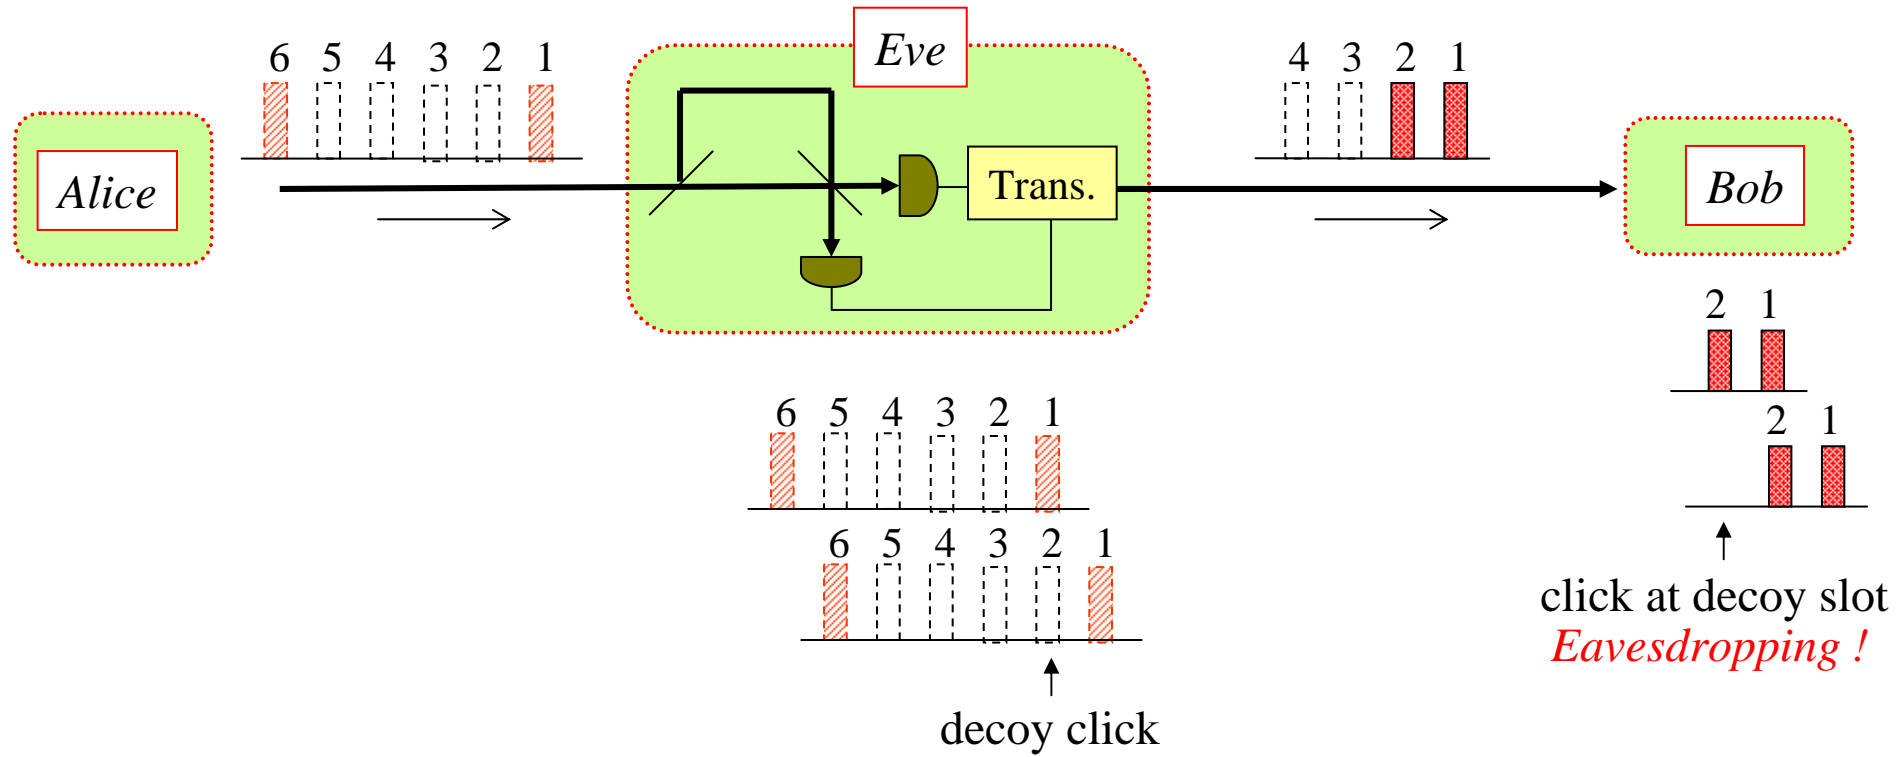 Alice
6 5 4 3 2 1
Eve
Trans.
4 3 2 1
Bob
2 1
2 1
click at decoy slot
Eavesdropping !
6 5 4 3 2 1
6 5 4 3 2 1
decoy click